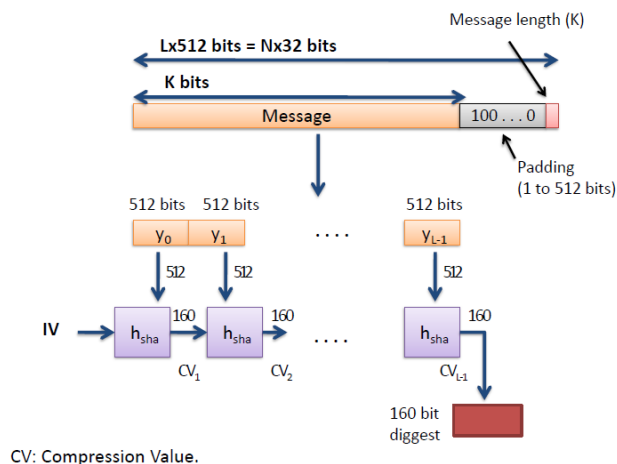 Message length (K)
Lx512 bits = Nx32 bits
K bits
Message
100 . . . 0
Padding
(1 to 512 bits)
512 bits 512 bits 512 bits
y0 y1 . . . . yL-1
512 512 512
IV hsha 160 hsha 160 . . . . hsha 160
CV1 CV2 CVL-1
160 bit
diggest
CV: Compression Value.